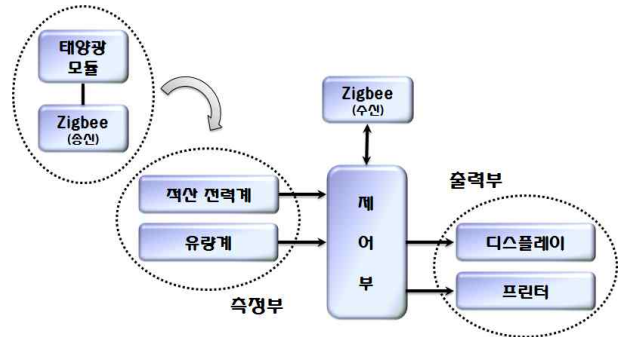 태양광
모듈
Zigbee
(송신)
Zigbee
(수신)
적산 전력계
유량계
측정부
제
어
부
출력부
디스플레이
프린터